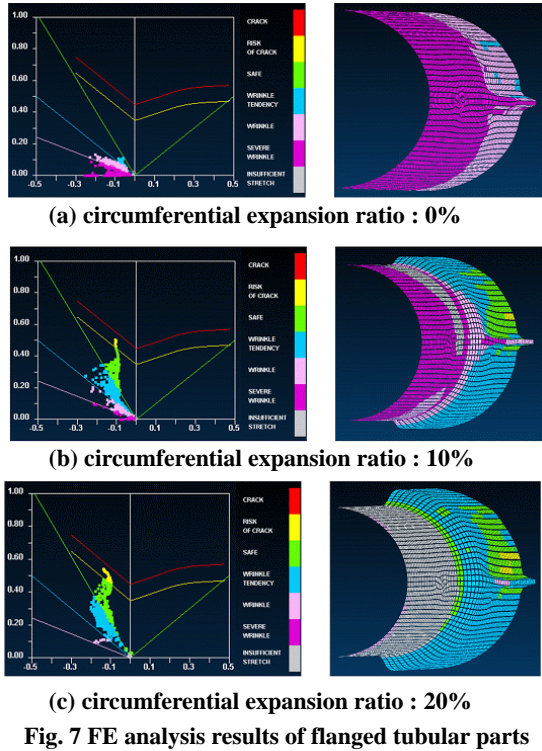 1.00
0.80
0.60
0.40
0.20
0.00
-0.5 -0.3 -0.1 0.1 0.3 0.5
CRACK
RISK
OF CRACK
SAFE
WRINKLE
TENDENCY
WRINKLE
SEVERE
WRINKLE
INSUFFICIENT
STRETCH
(a) circumferential expansion ratio : 0%
1.00
0.80
0.60
0.40
0.20
0.00
-0.5 -0.3 -0.1 0.1 0.3 0.5
CRACK
RISK
OF CRACK
SAFE
WRINKLE
TENDENCY
WRINKLE
SEVERE
WRINKLE
INSUFFICIENT
STRETCH
(b) circumferential expansion ratio : 10%
1.00
0.80
0.60
0.40
0.20
0.00
-0.5 -0.3 -0.1 0.1 0.3 0.5
CRACK
RISK
OF CRACK
SAFE
WRINKLE
TENDENCY
WRINKLE
SEVERE
WRINKLE
INSUFFICIENT
STRETCH
(c) circumferential expansion ratio : 20%
Fig. 7 FE analysis results of flanged tubular parts